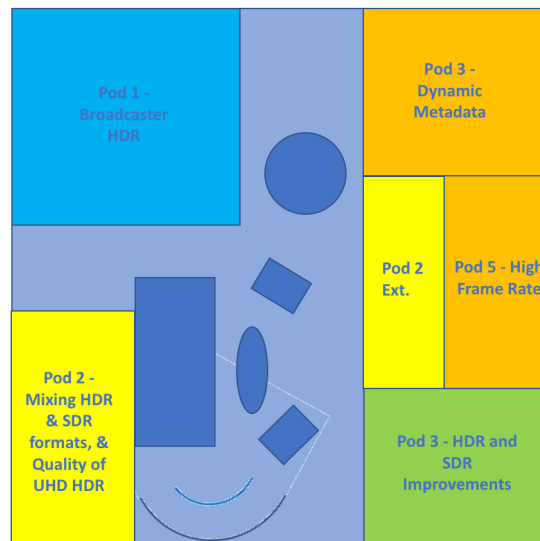 Pod 1 -
Broadcaster
HDR
Pod 3 -
Dynamic
Metadata
Pod 2
Ext.
Pod 5 - High
Frame Rate
Pod 2 -
Mixing HDR
& SDR
formats, &
Quality of
UHD HDR
Pod 3 - HDR and
SDR
Improvements